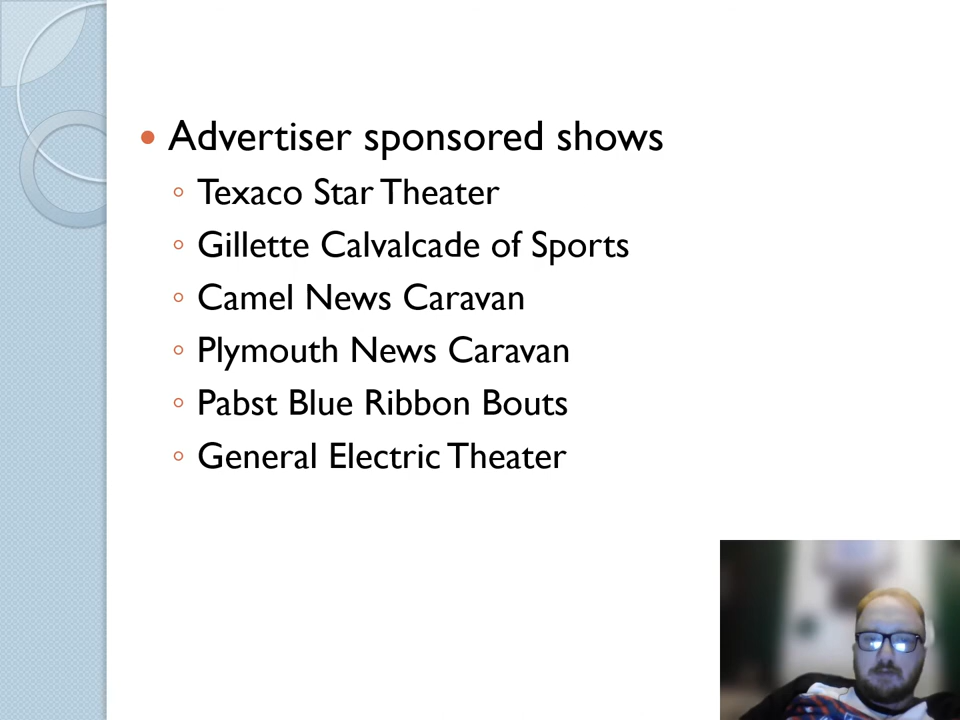 Advertiser sponsored shows
Texaco Star Theater
Gillette Calvalcade of Sports
Camel News Caravan
Plymouth News Caravan
Pabst Blue Ribbon Bouts
General Electric Theater